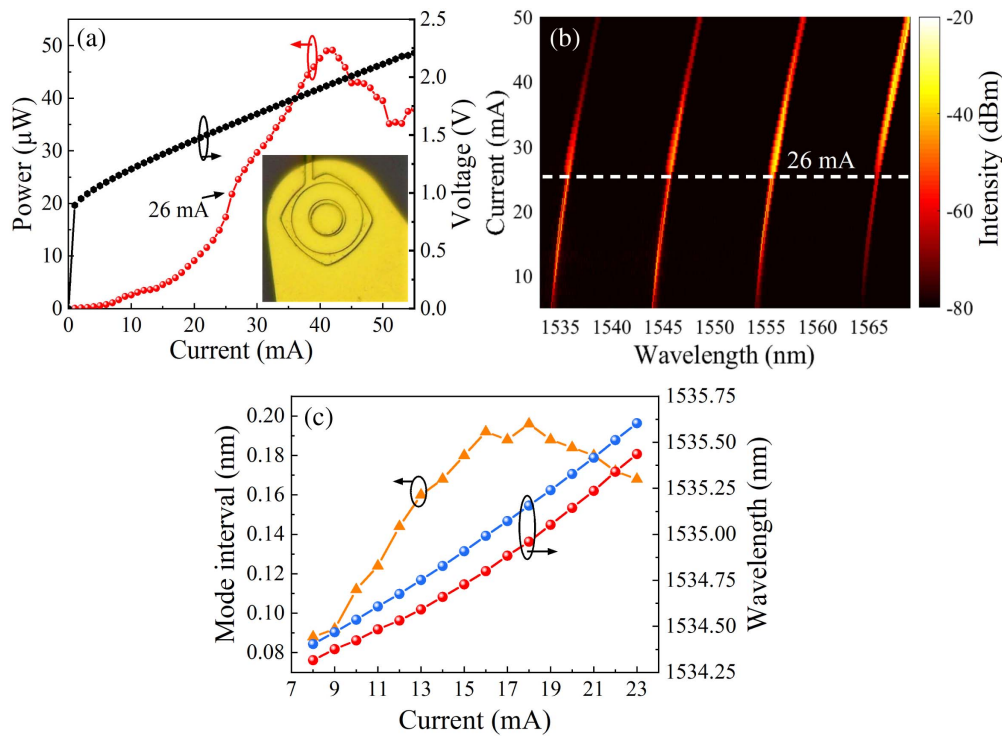 (a)
Power (µW)
50
40
30
20
10
0
2.5
2.0
1.5
1.0
0.5
0.0
Voltage (V)
26 mA
0 10 20 30 40 50
Current (mA)
(b)
Current (mA)
50
40
30
20
10
26 mA
1535 1540 1545 1550 1555 1560 1565
Wavelength (nm)
-20
-40
-60
-80
Intensity (dBm)
(c)
Mode interval (nm)
0.20
0.18
0.16
0.14
0.12
0.10
0.08
1535.75
1535.50
1535.25
1535.00
1534.75
1534.50
1534.25
Wavelength (nm)
7 9 11 13 15 17 19 21 23
Current (mA)